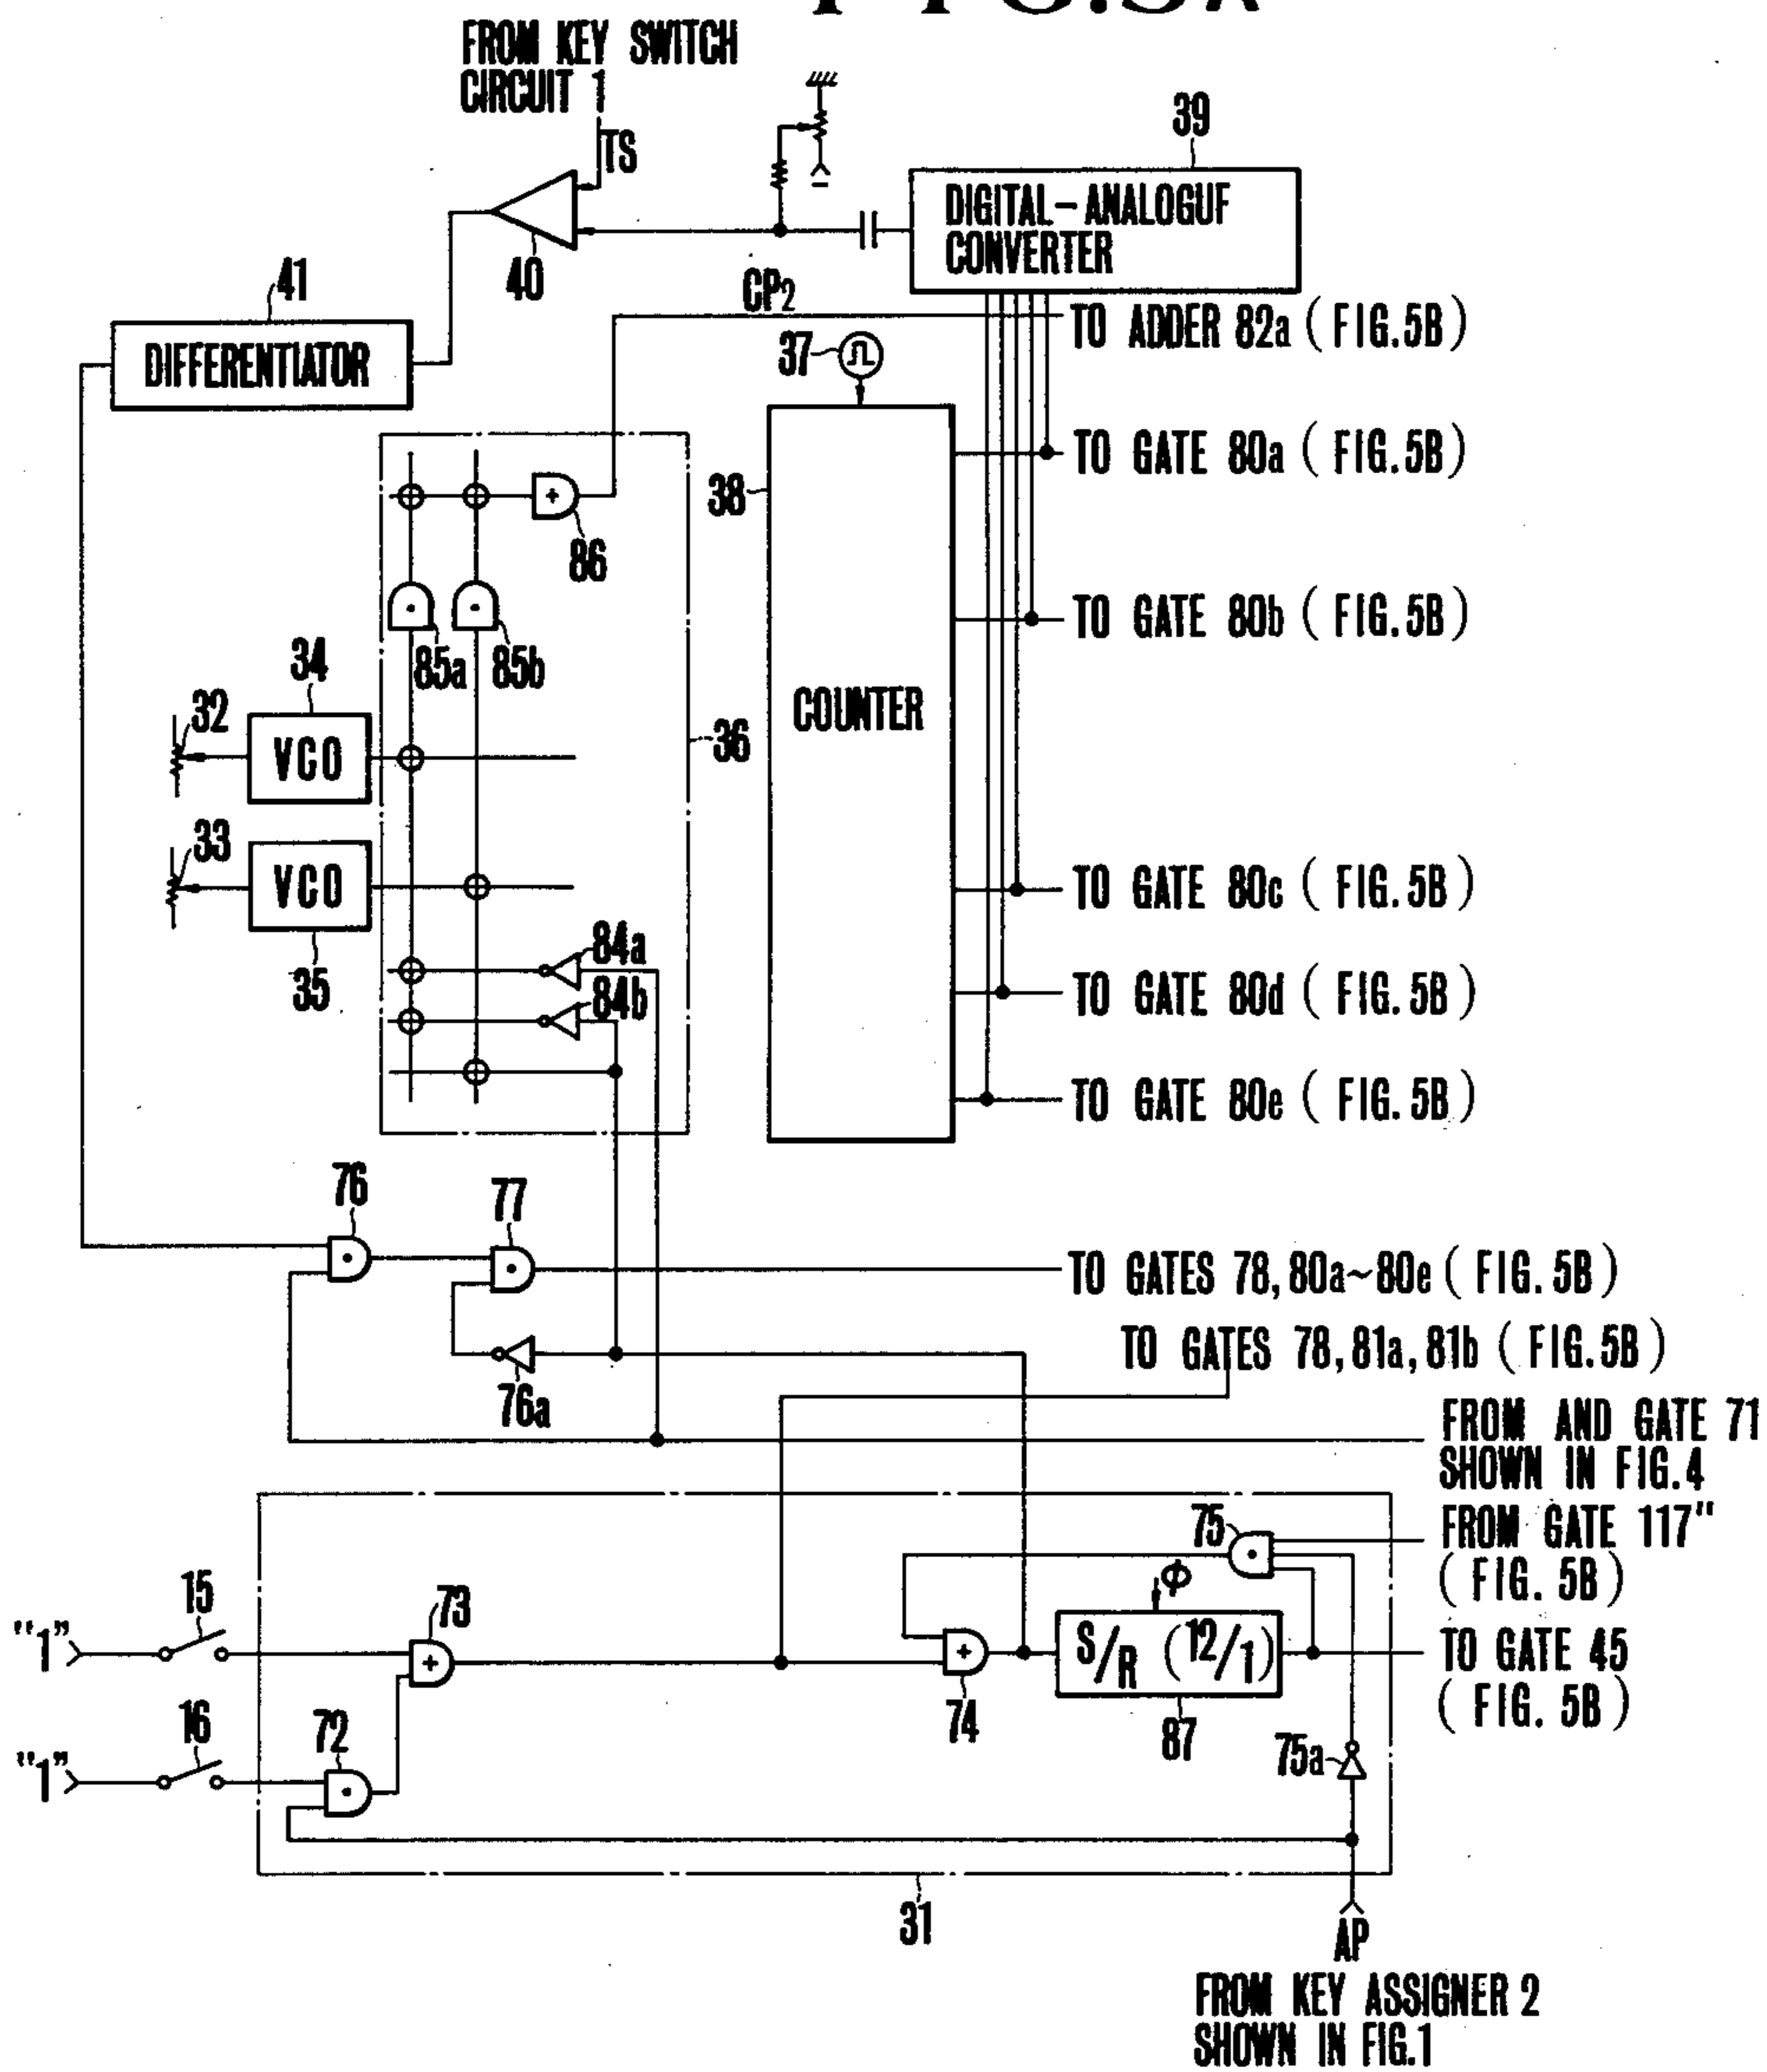 FIG.5A
FROM KEY SWITCH
CIRCUIT 1
TS
39
DIGITAL-ANALOGUF
CONVERTER
40
41
DIFFERENTIATOR
CP2
TO ADDER 82a (FIG.5B)
37
TO GATE 80a (FIG.5B)
38
86
TO GATE 80b (FIG.5B)
85a
85b
34
32
VCO
36
COUNTER
33
VCO
35
TO GATE 80c (FIG.5B)
84a
84b
TO GATE 80d (FIG.5B)
TO GATE 80e (FIG.5B)
76
77
TO GATES 78, 80a~80e (FIG. 5B)
TO GATES 78, 81a, 81b (FIG.5B)
76a
FROM AND GATE 71
SHOWN IN FIG.4
75
FROM GATE 117"
(FIG. 5B)
15
73
φ
"1"
+
+
S/R (12/1)
TO GATE 45
(FIG. 5B)
74
87
16
72
75a
"1"
31
AP
FROM KEY ASSIGNER 2
SHOWN IN FIG.1